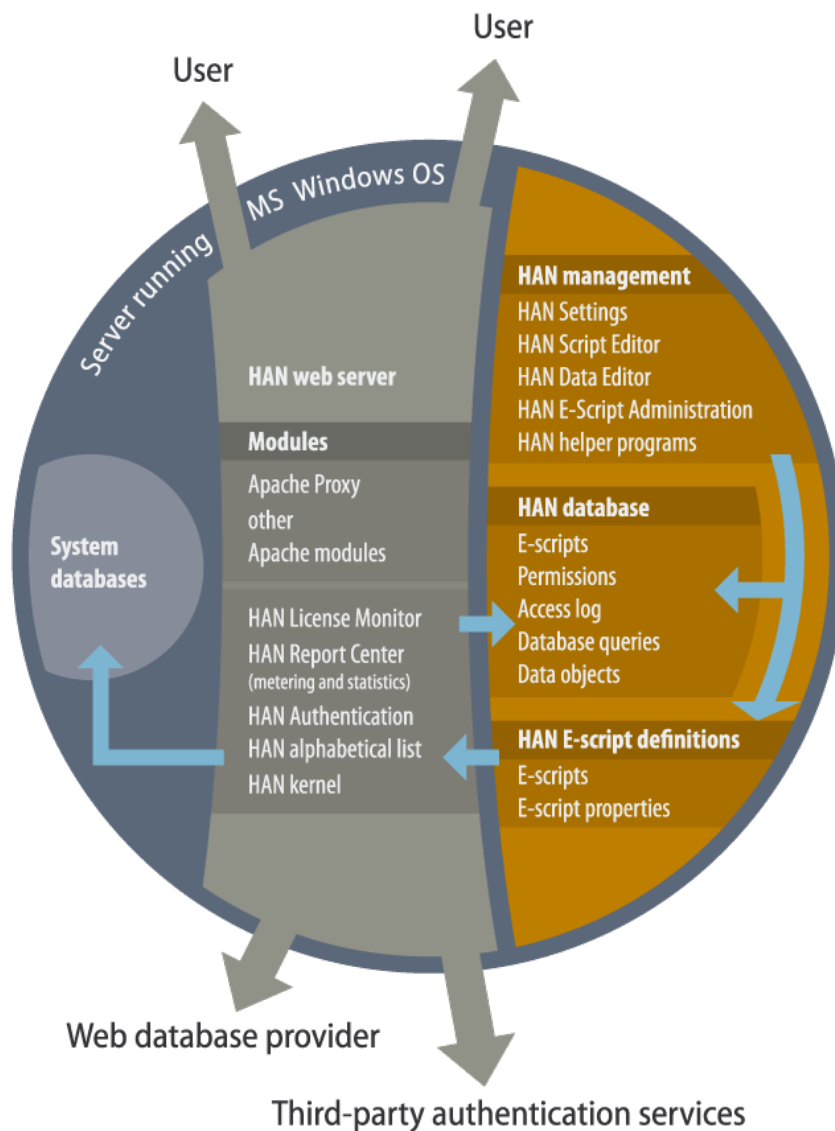 User
User
Server running MS Windows OS
HAN web server
Modules
Apache Proxy
other
Apache modules
HAN License Monitor
HAN Report Center
(metering and statistics)
HAN Authentication
HAN alphabetical list
HAN kernel
System
databases
HAN management
HAN Settings
HAN Script Editor
HAN Data Editor
HAN E-Script Administration
HAN helper programs
HAN database
E-scripts
Permissions
Access log
Database queries
Data objects
HAN E-script definitions
E-scripts
E-script properties
Web database provider
Third-party authentication services